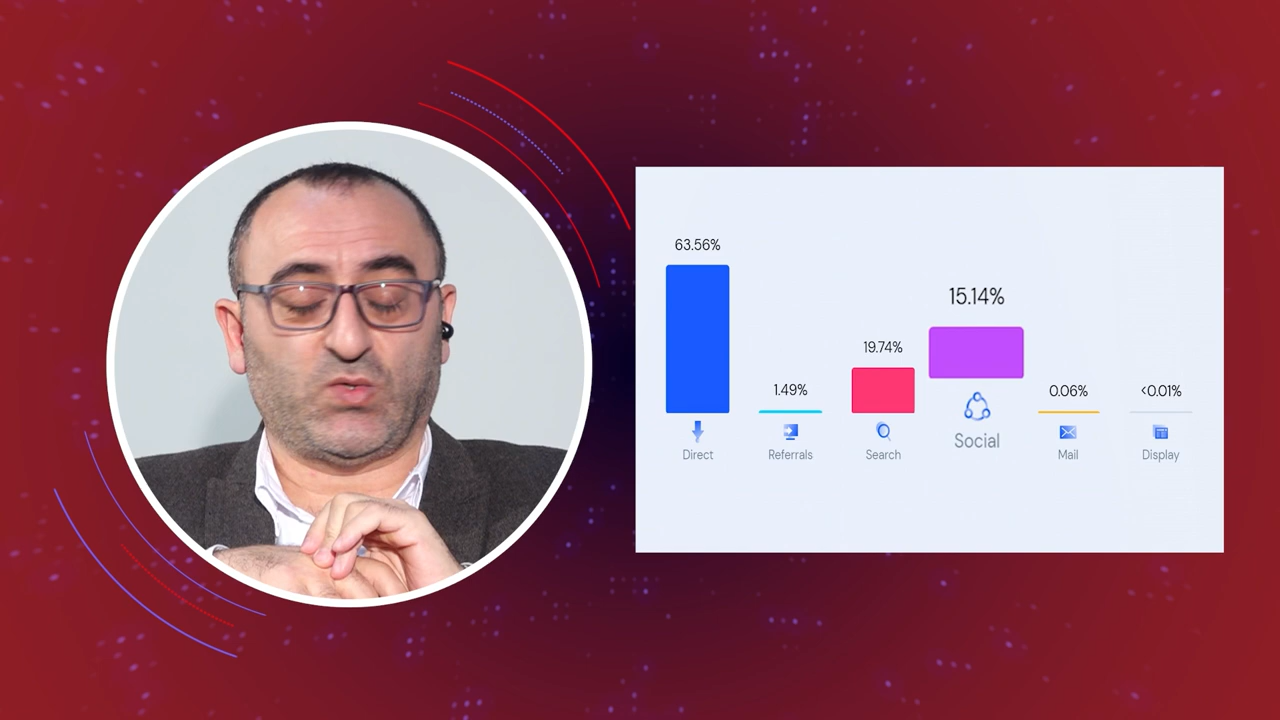 63.56%
1.49%
19.74%
15.14%
0.06%
<0.01%
Direct
Referrals
Search
Social
Mail
Display